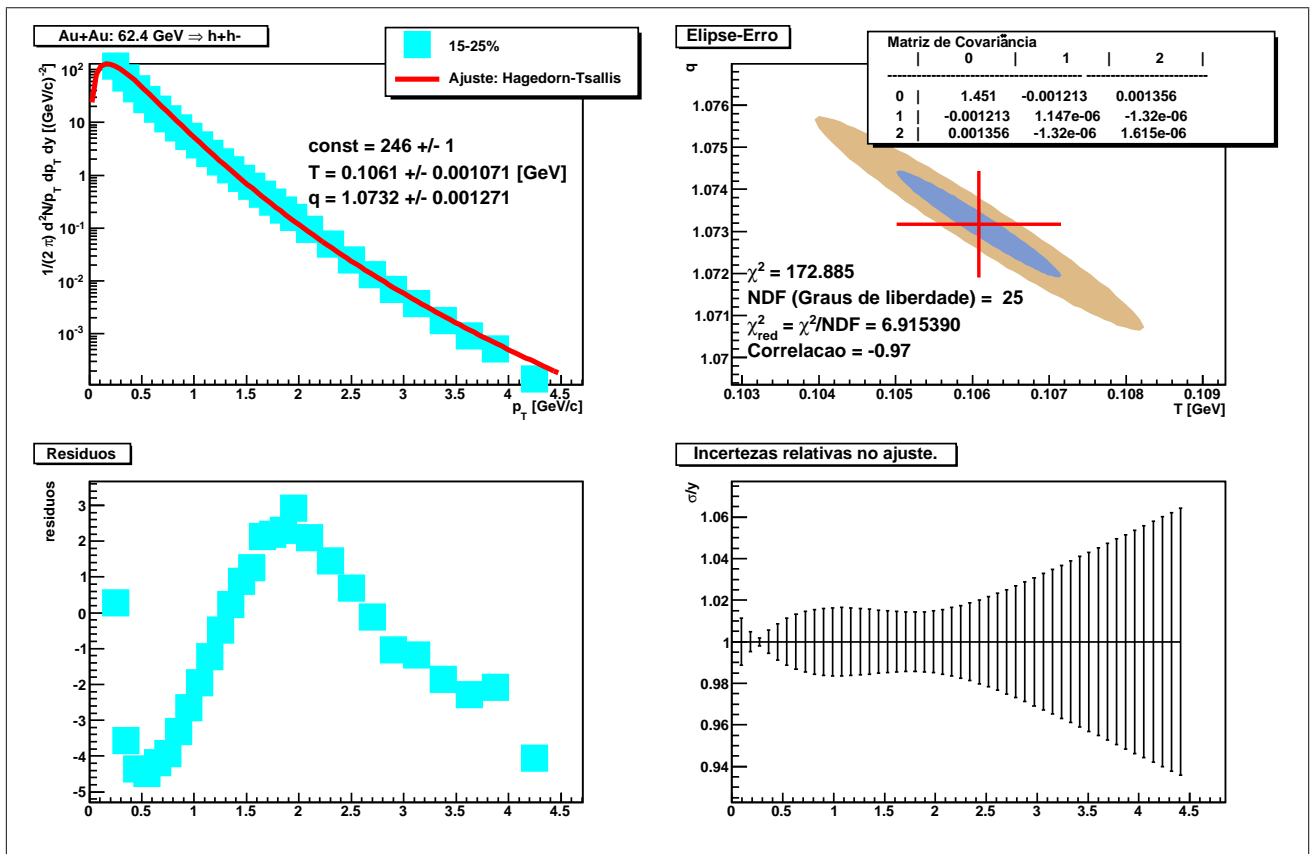 Au+Au: 62.4 GeV ⇒ h+h-
15-25%
Ajuste: Hagedorn-Tsallis
1/(2 π) d²N/p_T dp_T dy [(GeV/c)⁻²]
10²
10
1
10⁻¹
10⁻²
10⁻³
const = 246 +/- 1
T = 0.1061 +/- 0.001071 [GeV]
q = 1.0732 +/- 0.001271
0 0.5 1 1.5 2 2.5 3 3.5 4 4.5
p_T [GeV/c]
Elipse-Erro
Matriz de Covariância
| 0 | 1 | 2 |
---------------------------------------------------------------
0 | 1.451 -0.001213 0.001356
1 | -0.001213 1.147e-06 -1.32e-06
2 | 0.001356 -1.32e-06 1.615e-06
q
1.076
1.075
1.074
1.073
1.072
1.071
1.07
χ² = 172.885
NDF (Graus de liberdade) = 25
χ²_red = χ²/NDF = 6.915390
Correlacao = -0.97
0.103 0.104 0.105 0.106 0.107 0.108 0.109
T [GeV]
Residuos
residuos
3
2
1
0
-1
-2
-3
-4
-5
0 0.5 1 1.5 2 2.5 3 3.5 4 4.5
Incertezas relativas no ajuste.
σ/y
1.06
1.04
1.02
1
0.98
0.96
0.94
0 0.5 1 1.5 2 2.5 3 3.5 4 4.5